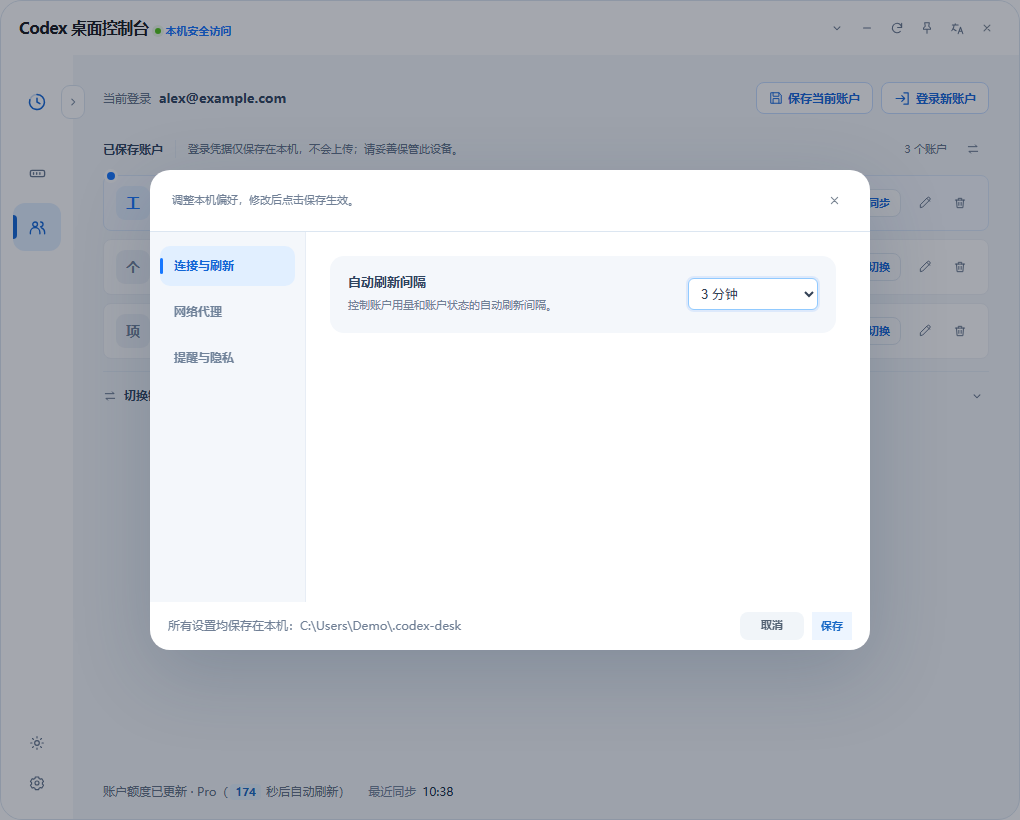 Codex 桌面控制台 本机安全访问
当前登录 alex@example.com
保存当前账户
登录新账户
已保存账户 登录凭据仅保存在本机，不会上传；请妥善保管此设备。
3 个账户
工
同步
个
切换
项
切换
切换
调整本机偏好，修改后点击保存生效。
连接与刷新
网络代理
提醒与隐私
自动刷新间隔
控制账户用量和账户状态的自动刷新间隔。
3 分钟
所有设置均保存在本机：C:\Users\Demo\.codex-desk
取消
保存
账户额度已更新 · Pro（ 174 秒后自动刷新） 最近同步 10:38